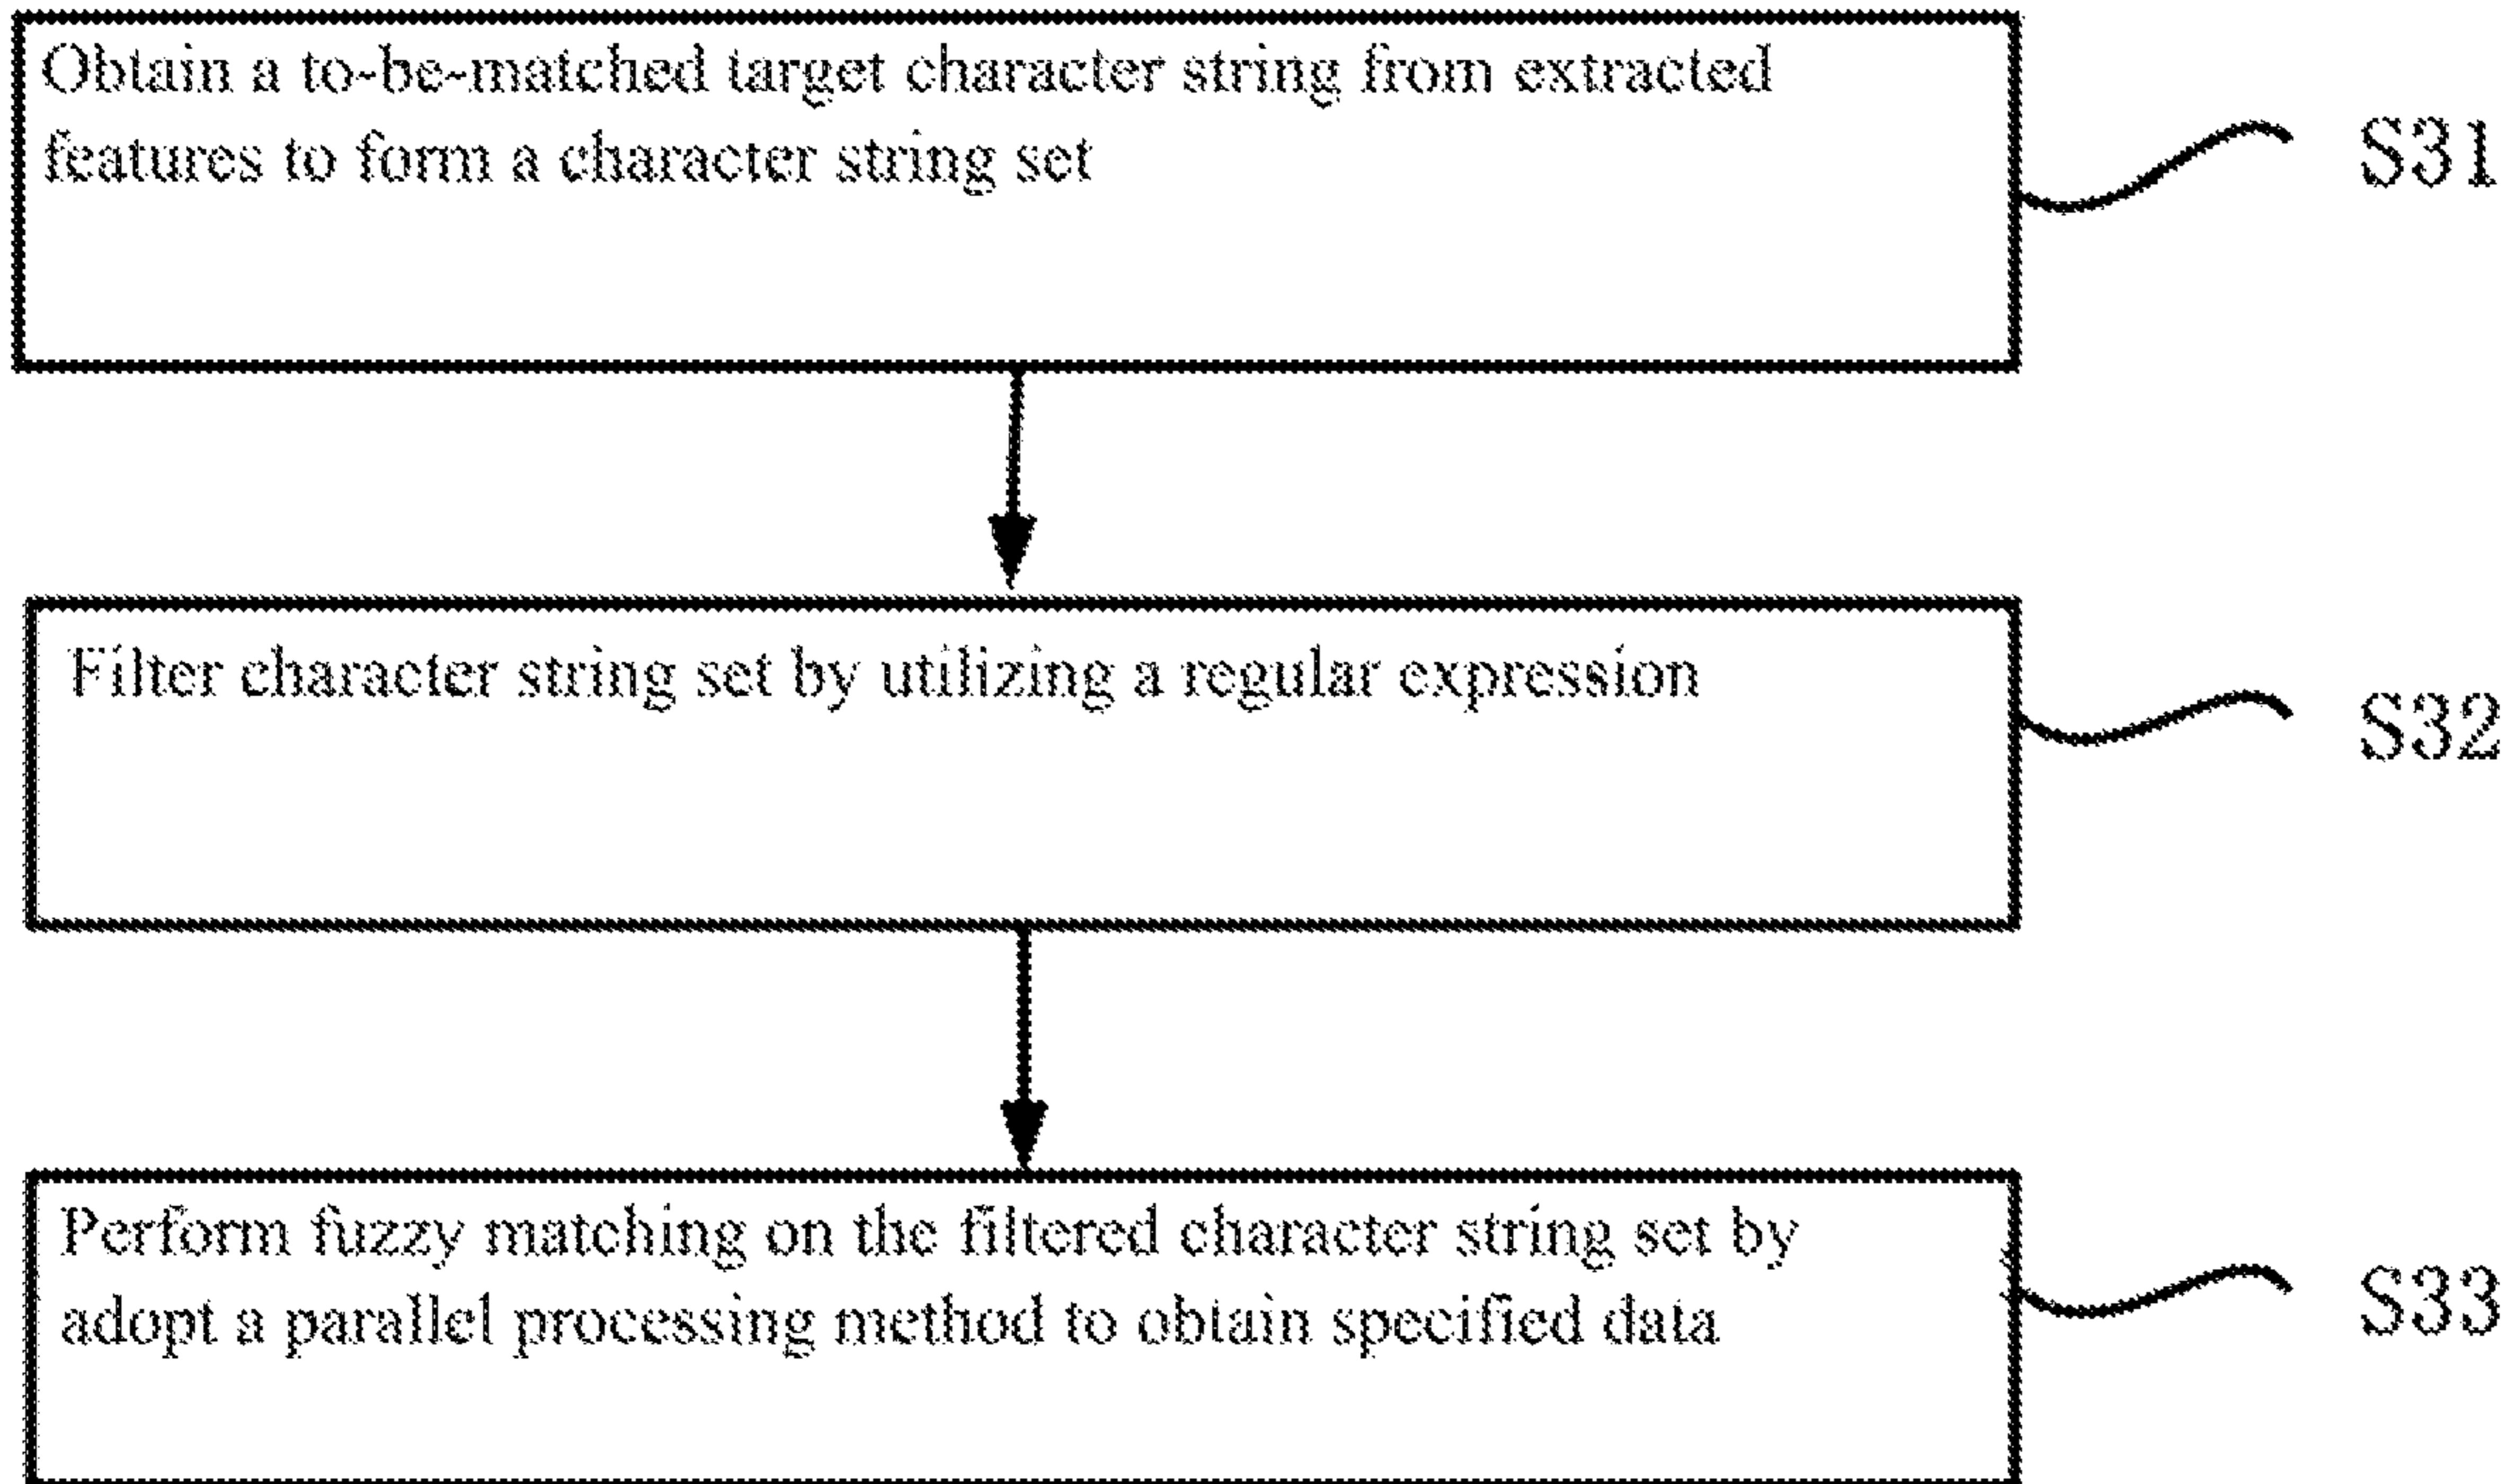 Obtain a to-be-matched target character string from extracted
features to form a character string set
S31
Filter character string set by utilizing a regular expression
S32
Perform fuzzy matching on the filtered character string set by
adopt a parallel processing method to obtain specified data
S33